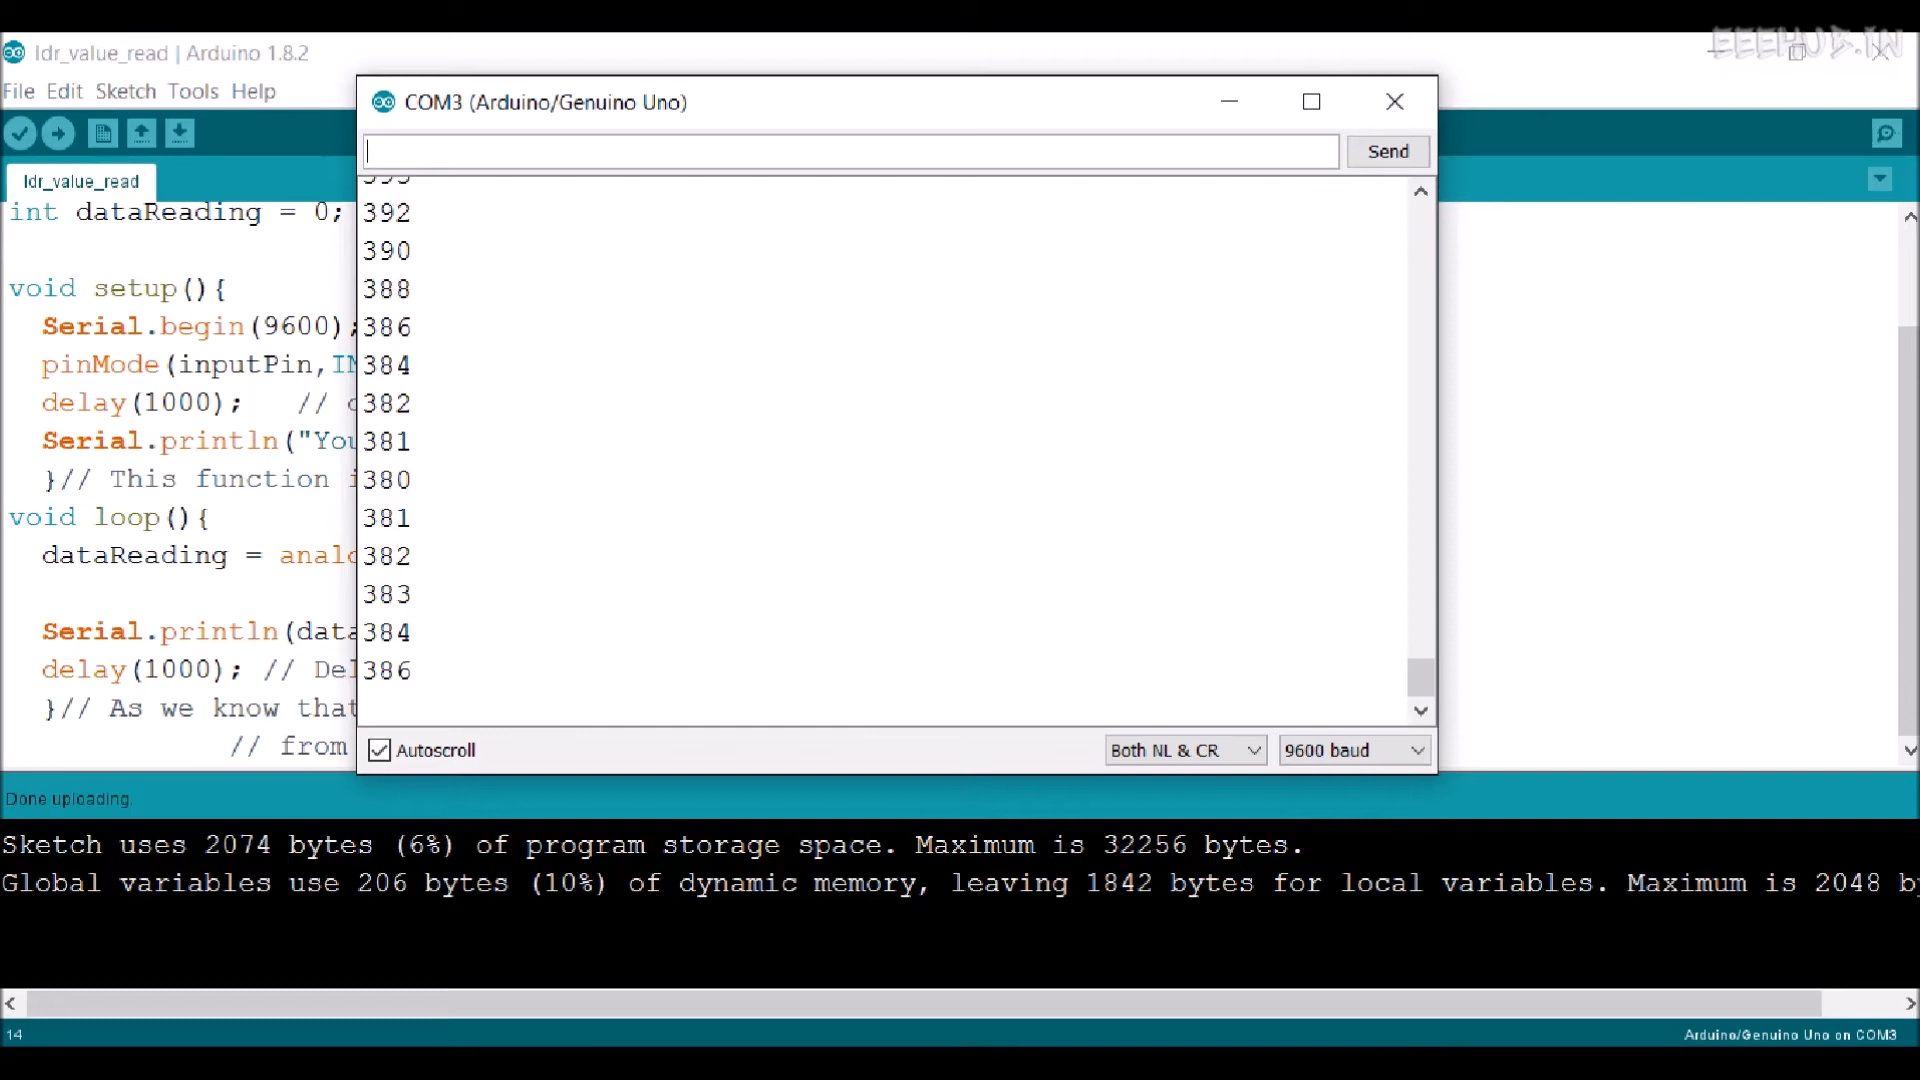 EEEHUB.IN
ldr_value_read | Arduino 1.8.2
File Edit Sketch Tools Help
COM3 (Arduino/Genuino Uno)
Send
ldr_value_read
int dataReading = 0;
void setup(){
Serial.begin(9600);
pinMode(inputPin,
delay(1000);   //
Serial.println("You
}// This function
void loop(){
dataReading =
Serial.println(data
delay(1000); // Del
}// As we know that
// from
393
392
390
388
386
384
382
381
380
381
382
383
384
386
Autoscroll
Both NL & CR
9600 baud
Done uploading.
Sketch uses 2074 bytes (6%) of program storage space. Maximum is 32256 bytes.
Global variables use 206 bytes (10%) of dynamic memory, leaving 1842 bytes for local variables. Maximum is 2048
14
Arduino/Genuino Uno on COM3